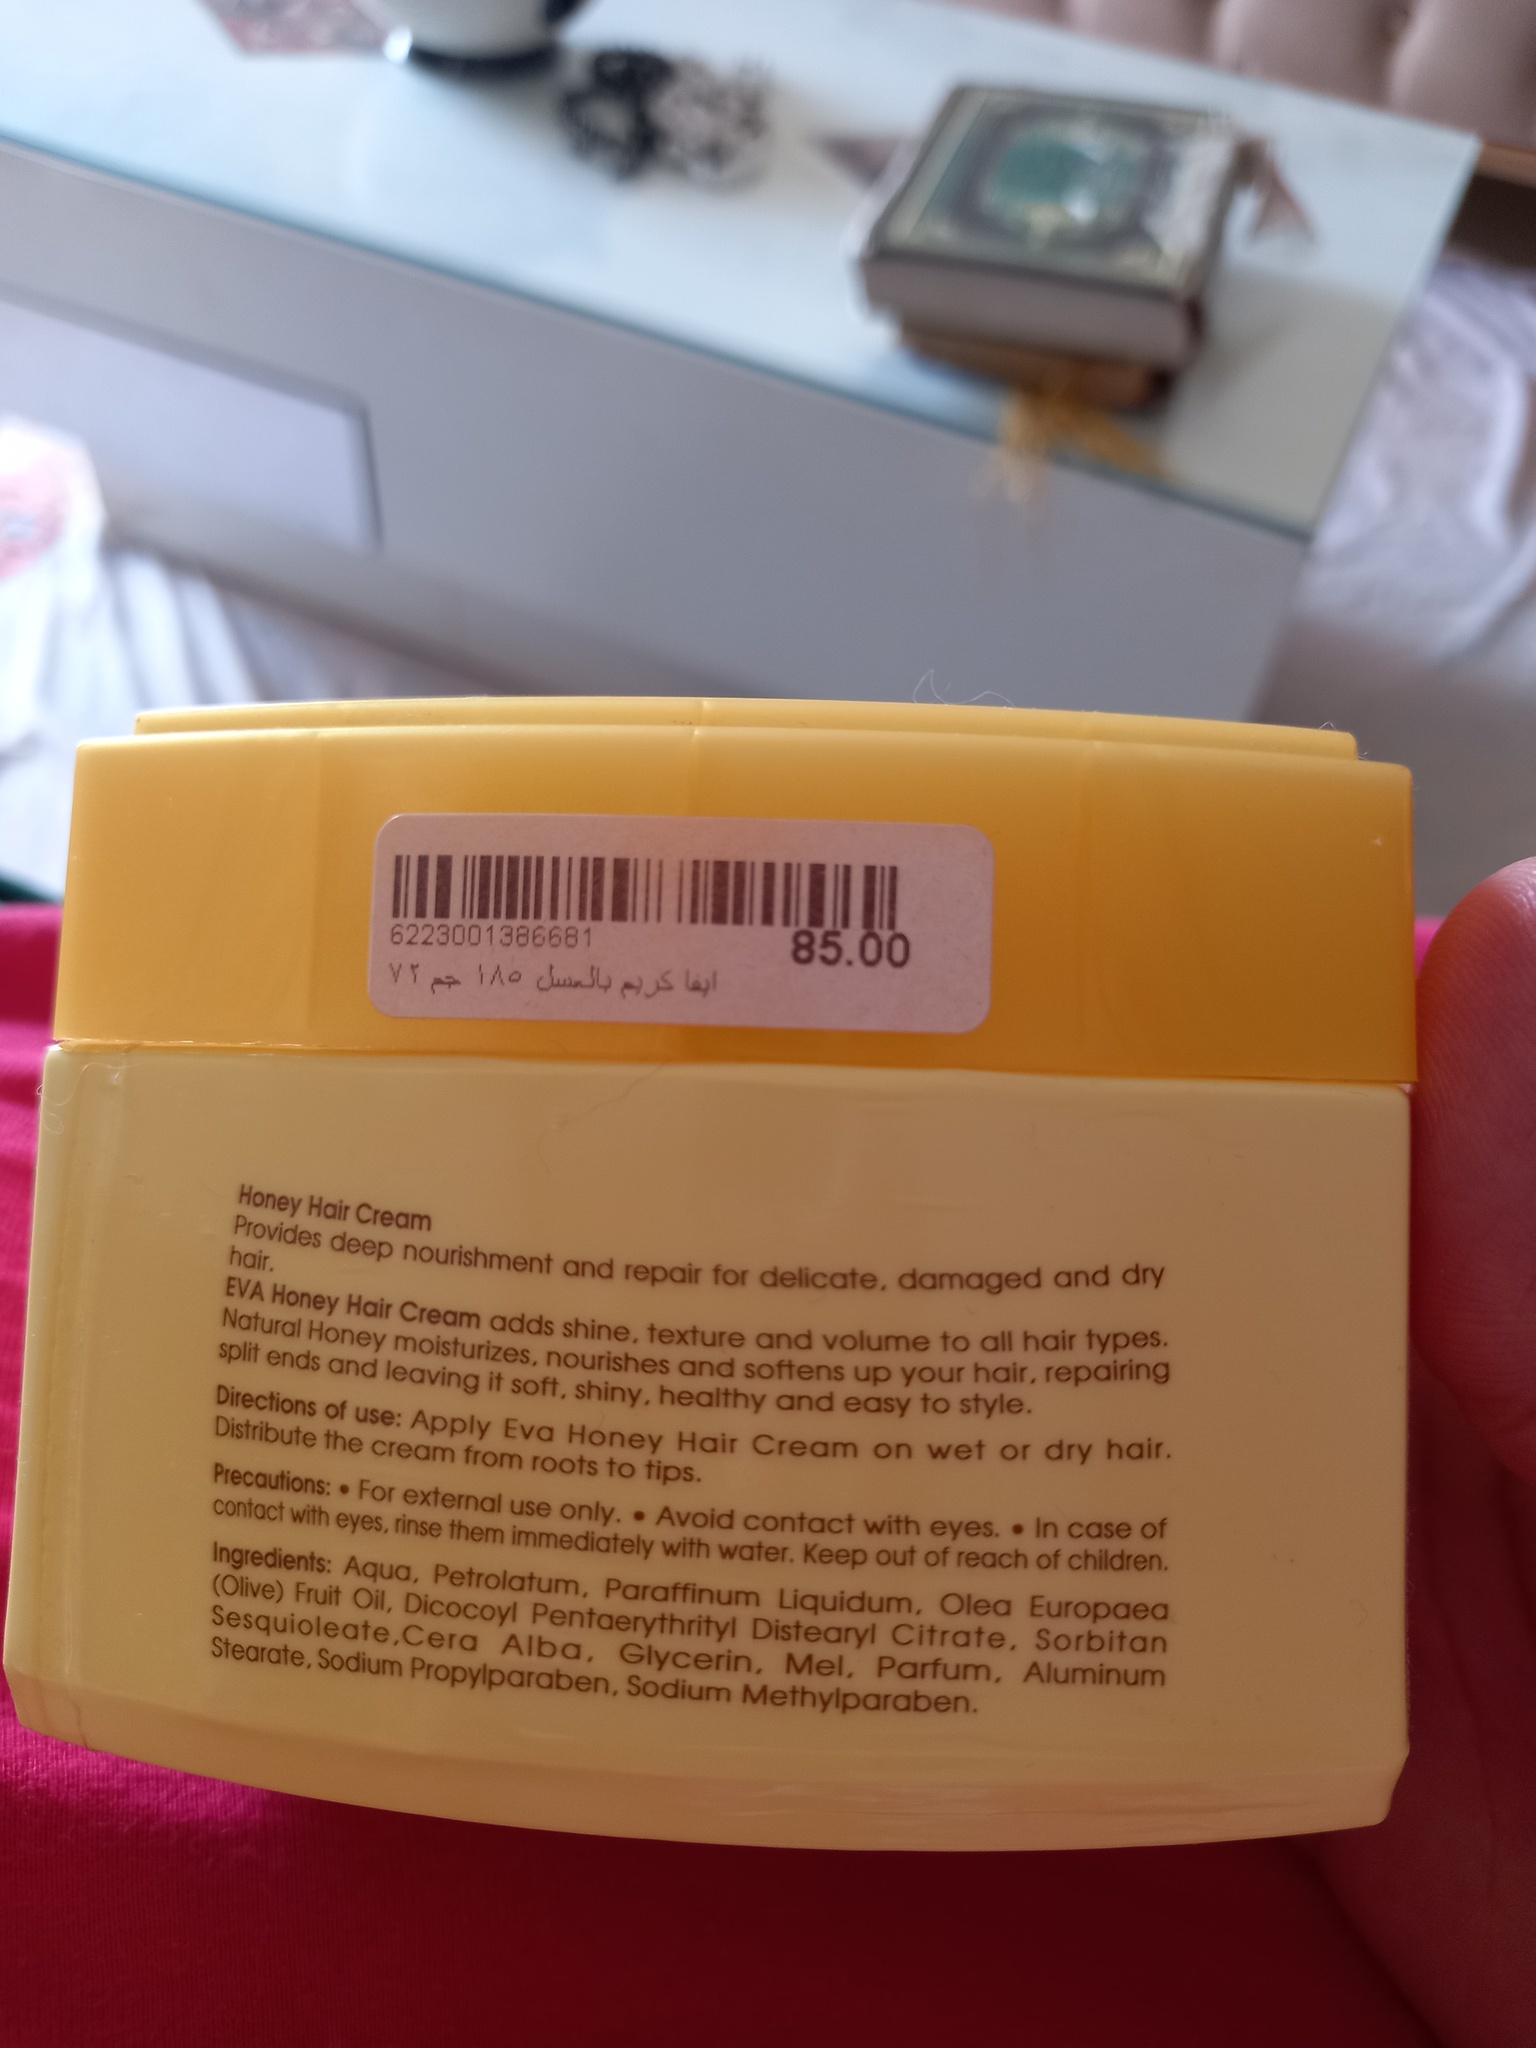 6223001386681
85.00
ايفا كريم بالعسل ١٨٥ جم ٧٢
Honey Hair Cream
Provides deep nourishment and repair for delicate, damaged and dry
hair.
EVA Honey Hair Cream adds shine, texture and volume to all hair types.
Natural Honey moisturizes, nourishes and softens up your hair, repairing
split ends and leaving it soft, shiny, healthy and easy to style.
Directions of use: Apply Eva Honey Hair Cream on wet or dry hair.
Distribute the cream from roots to tips.
Precautions: • For external use only. • Avoid contact with eyes. • In case of
contact with eyes, rinse them immediately with water. Keep out of reach of children.
Ingredients: Aqua, Petrolatum, Paraffinum Liquidum, Olea Europaea
(Olive) Fruit Oil, Dicocoyl Pentaerythrityl Distearyl Citrate, Sorbitan
Sesquioleate,Cera Alba, Glycerin, Mel, Parfum, Aluminum
Stearate, Sodium Propylparaben, Sodium Methylparaben.